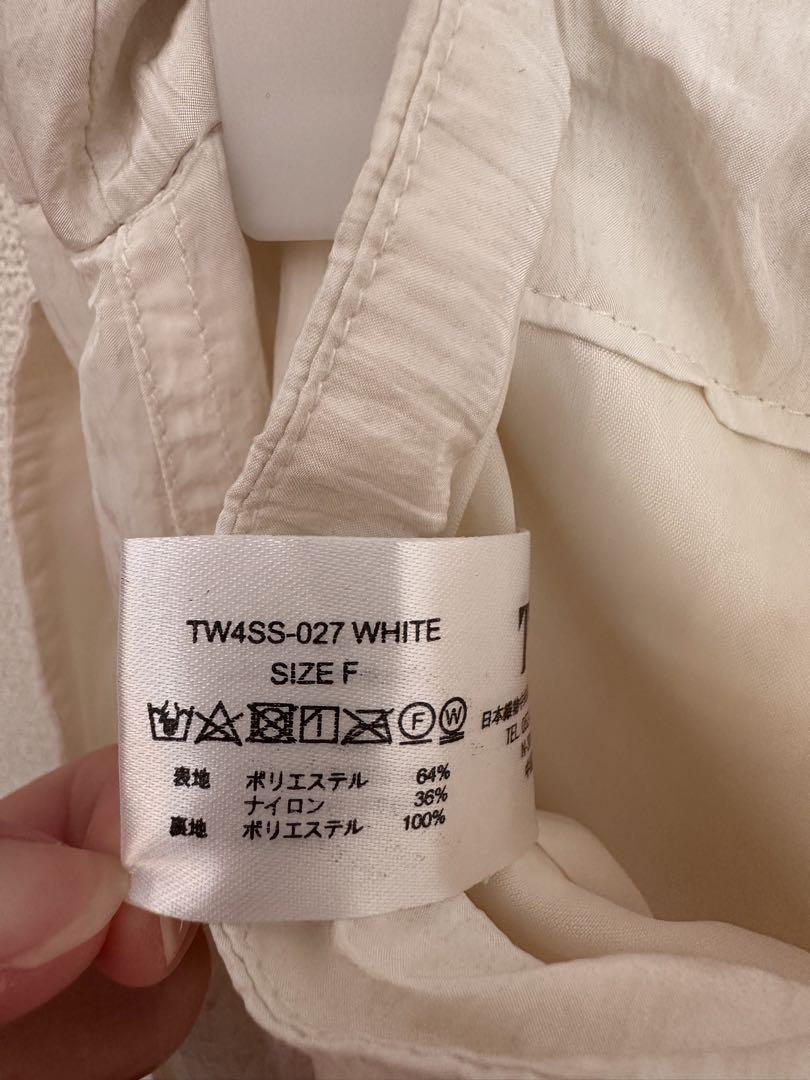 TW4SS-027 WHITE
SIZE F
F W
表地 ポリエステル 64%
ナイロン 36%
裏地 ポリエステル 100%
T
TEL